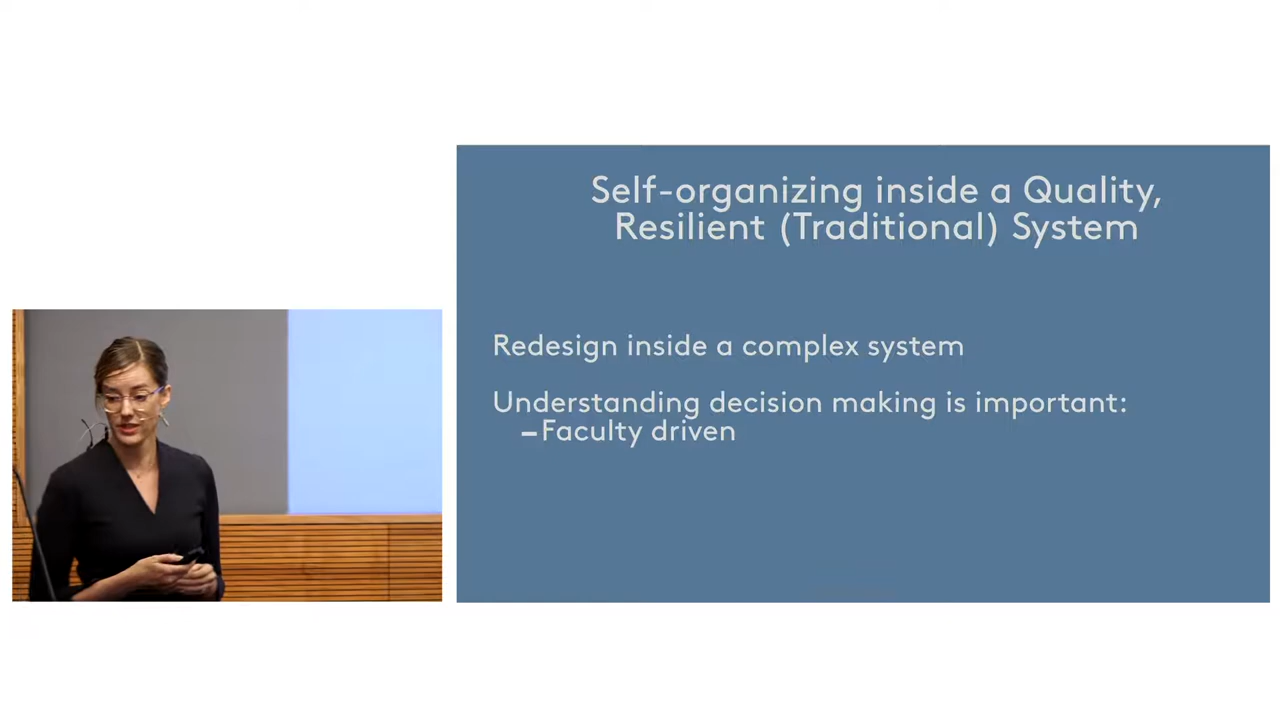 Self-organizing inside a Quality,
Resilient (Traditional) System
Redesign inside a complex system
Understanding decision making is important:
–Faculty driven